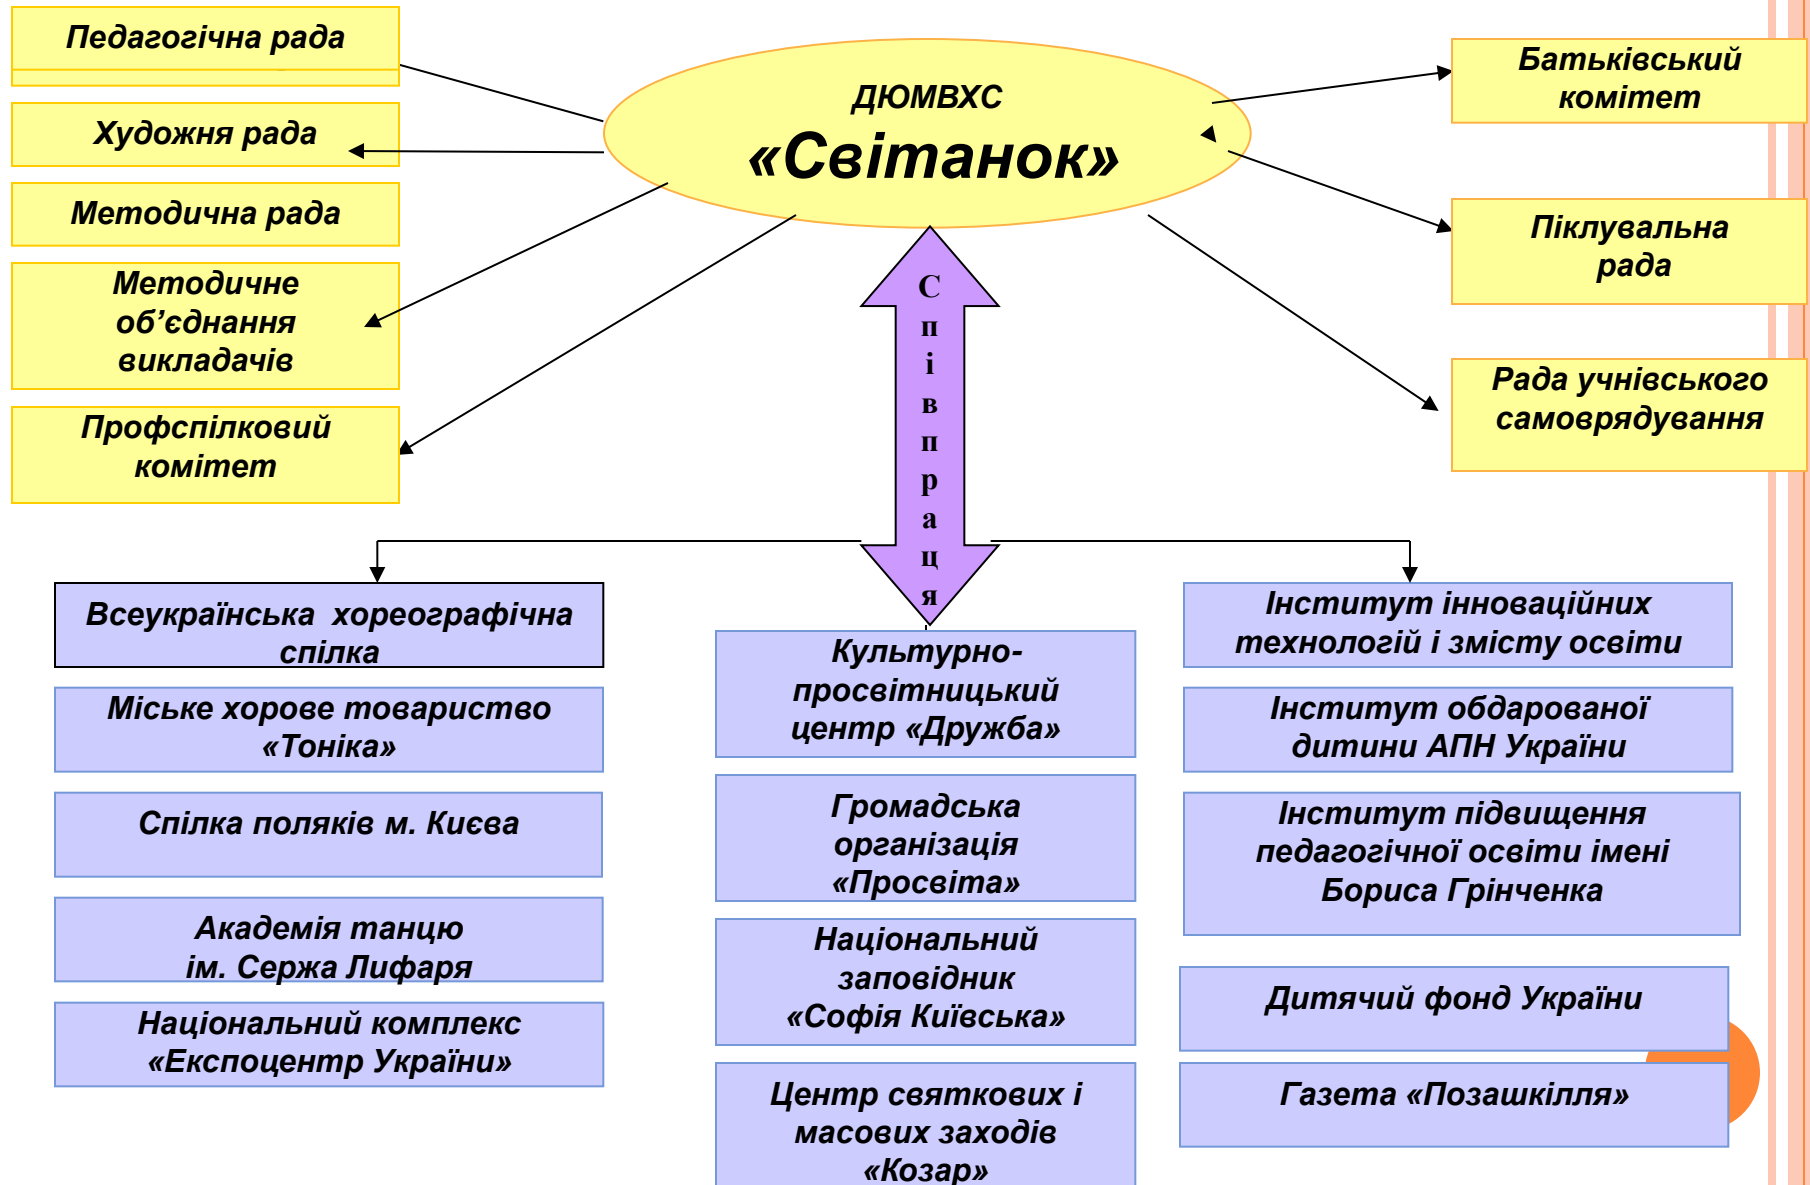 Педагогічна рада
Художня рада
Методична рада
Методичне
об’єднання
викладачів
Профспілковий
комітет
ДЮМВХС
«Світанок»
Батьківський
комітет
Піклувальна
рада
Рада учнівського
самоврядування
С
п
і
в
п
р
а
ц
я
Всеукраїнська хореографічна
спілка
Міське хорове товариство
«Тоніка»
Спілка поляків м. Києва
Академія танцю
ім. Сержа Лифаря
Національний комплекс
«Експоцентр України»
Культурно-
просвітницький
центр «Дружба»
Громадська
організація
«Просвіта»
Національний
заповідник
«Софія Київська»
Центр святкових і
масових заходів
«Козар»
Інститут інноваційних
технологій і змісту освіти
Інститут обдарованої
дитини АПН України
Інститут підвищення
педагогічної освіти імені
Бориса Грінченка
Дитячий фонд України
Газета «Позашкілля»